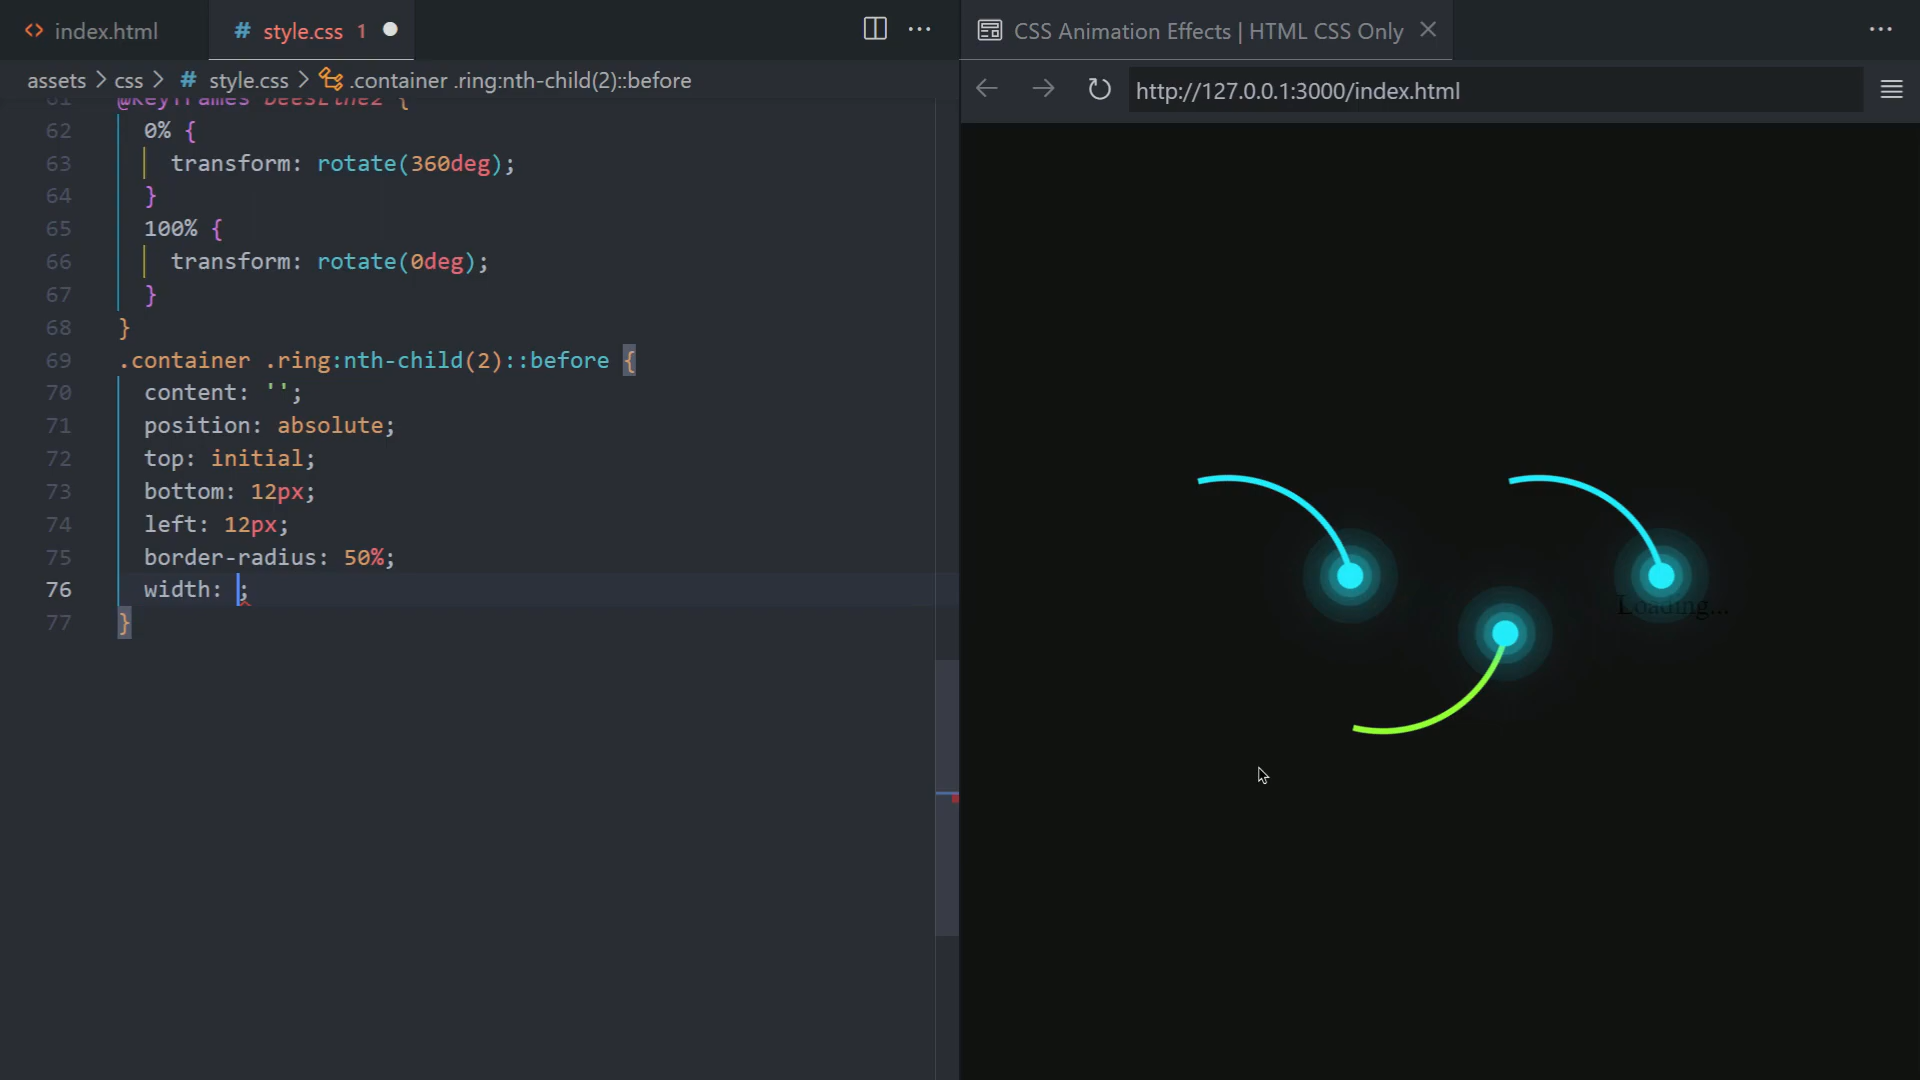 index.html
# style.css 1
CSS Animation Effects | HTML CSS Only
assets > css > # style.css > .container .ring:nth-child(2)::before
http://127.0.0.1:3000/index.html
61 @keyframes
62 0% {
63 transform: rotate(360deg);
64 }
65 100% {
66 transform: rotate(0deg);
67 }
68 }
69 .container .ring:nth-child(2)::before {
70 content: '';
71 position: absolute;
72 top: initial;
73 bottom: 12px;
74 left: 12px;
75 border-radius: 50%;
76 width: ;
77 }
Loading...